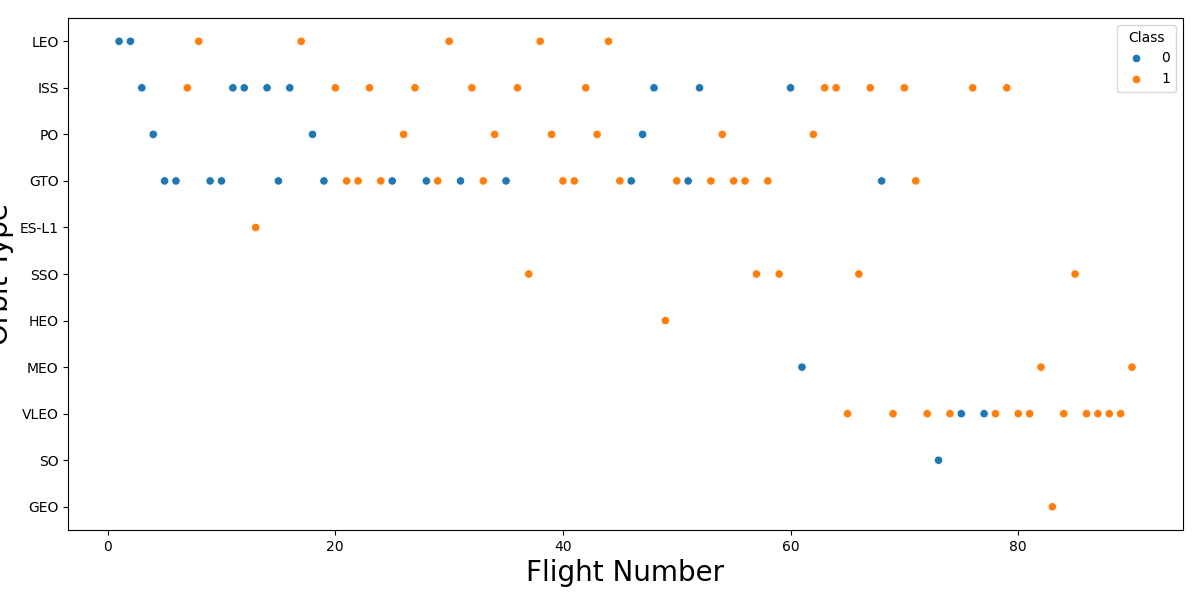 LEO
ISS
PO
GTO
ES-L1
SSO
HEO
MEO
VLEO
SO
GEO
Orbit Type
0
20
40
60
80
Flight Number
Class
0
1